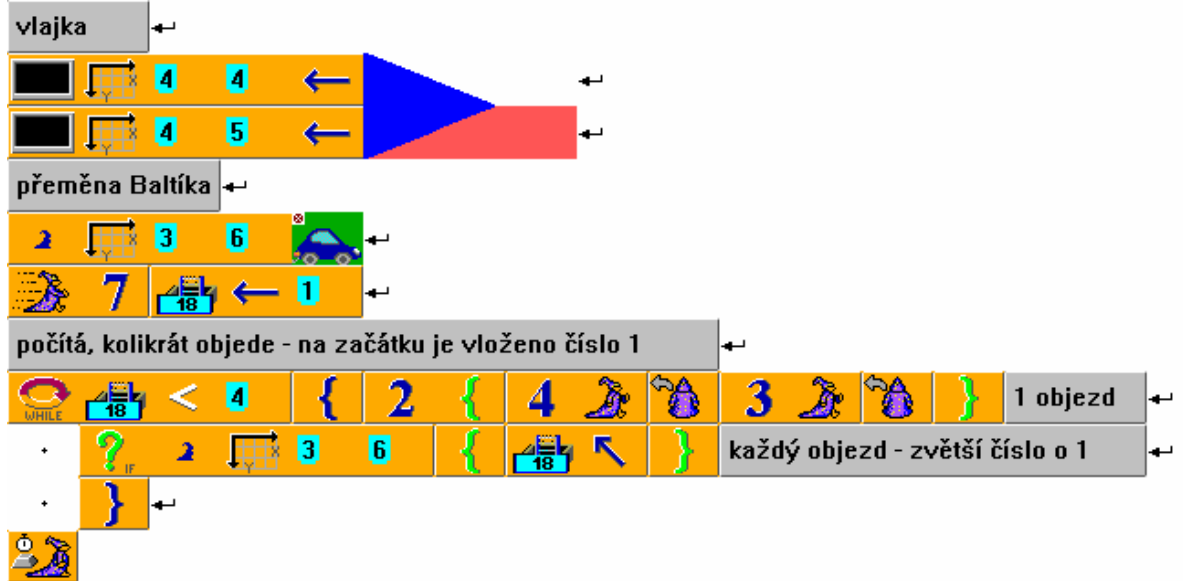 vlajka
X Y 4 4
X Y 4 5
přeměna Baltíka
X Y 3 6
7 18 1
počítá, kolikrát objede - na začátku je vloženo číslo 1
WHILE 18 < 4 { 2 { 4 3 } 1 objezd
? IF X Y 3 6 { 18 } každý objezd - zvětší číslo o 1
}